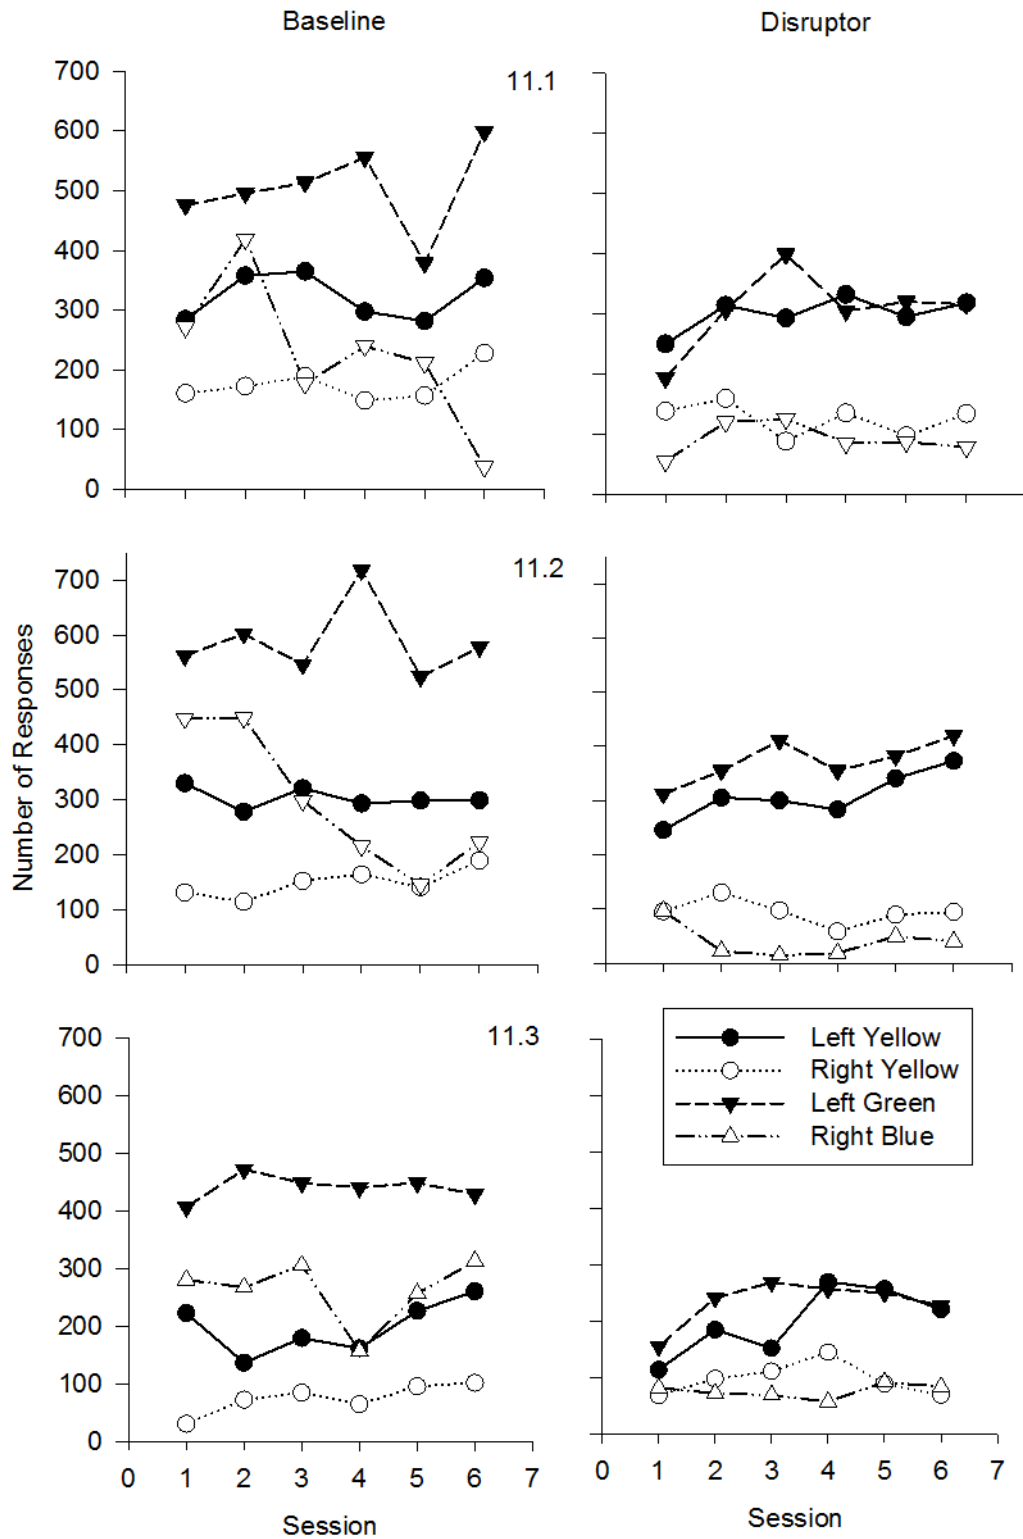 Baseline
Disruptor
700
600
500
400
300
200
100
0
11.1
Number of Responses
700
600
500
400
300
200
100
0
11.2
700
600
500
400
300
200
100
0
11.3
Left Yellow
Right Yellow
Left Green
Right Blue
0 1 2 3 4 5 6 7
0 1 2 3 4 5 6 7
Session
Session